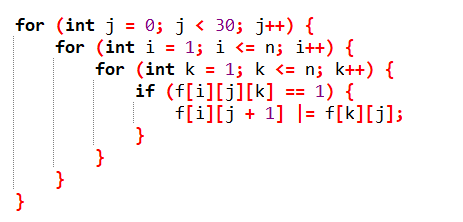 for (int j = 0; j < 30; j++) {
for (int i = 1; i <= n; i++) {
for (int k = 1; k <= n; k++) {
if (f[i][j][k] == 1) {
f[i][j + 1] |= f[k][j];
}
}
}
}